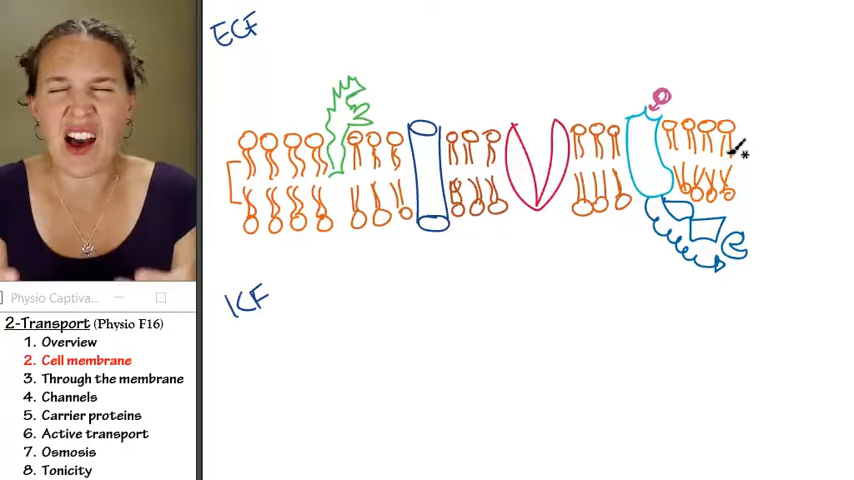 ECF
ICF
Physio Captiva...
2-Transport (Physio F16)
1. Overview
2. Cell membrane
3. Through the membrane
4. Channels
5. Carrier proteins
6. Active transport
7. Osmosis
8. Tonicity